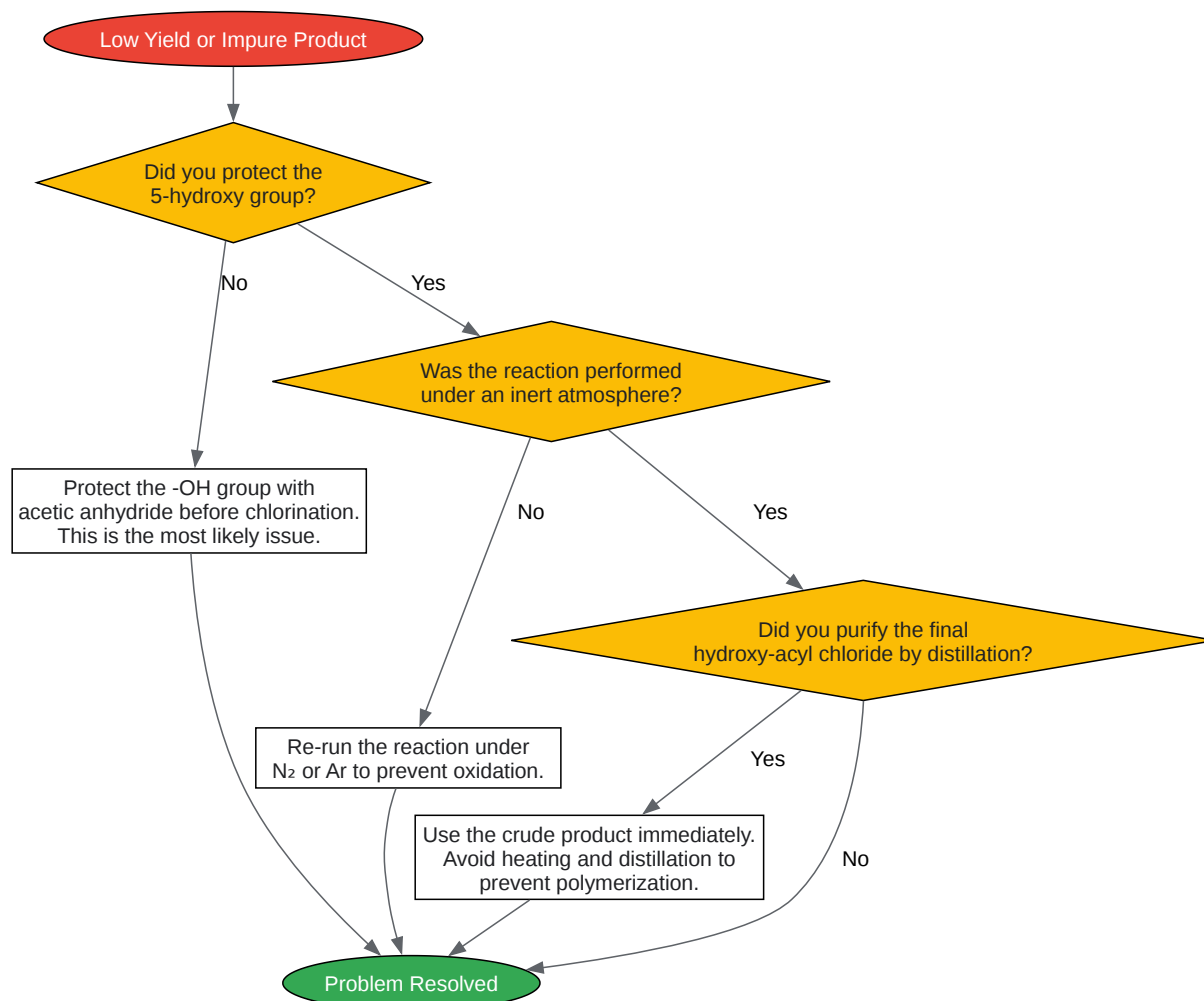 Low Yield or Impure Product
Did you protect the
5-hydroxy group?
No
Yes
Was the reaction performed
under an inert atmosphere?
Protect the -OH group with
acetic anhydride before chlorination.
This is the most likely issue.
No
Yes
Did you purify the final
hydroxy-acyl chloride by distillation?
Re-run the reaction under
N₂ or Ar to prevent oxidation.
Yes
Use the crude product immediately.
Avoid heating and distillation to
prevent polymerization.
No
Problem Resolved